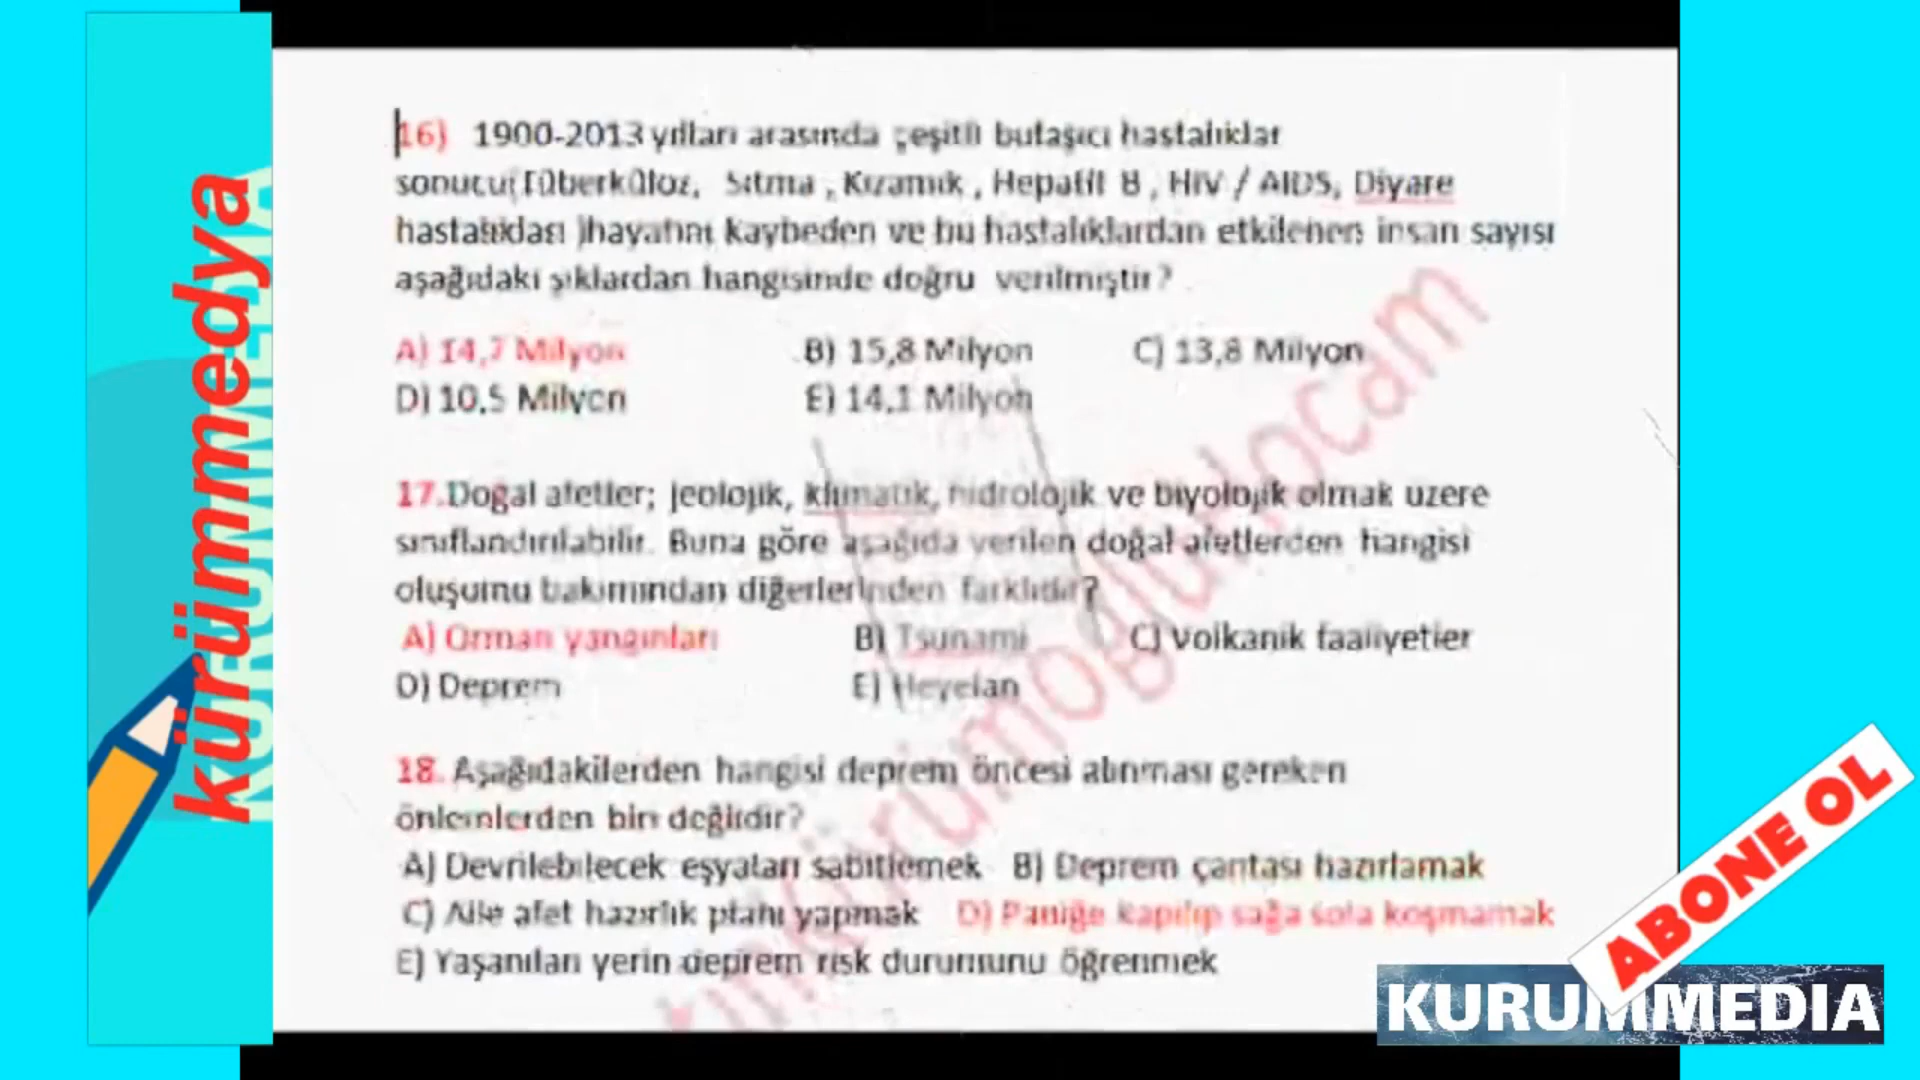 kürümmedya
KURUMMEDIA
16) 1900-2013 yılları arasında çeşitli bulaşıcı hastalıklar
sonucu(Tüberküloz, Sıtma , Kızamık , Hepatit B , HIV / AIDS, Diyare
hastalıkları )hayatını kaybeden ve bu hastalıklardan etkilenen insan sayısı
aşağıdaki şıklardan hangisinde doğru verilmiştir?
A) 14,7 Milyon B) 15,8 Milyon C) 13,8 Milyon
D) 10,5 Milyon E) 14,1 Milyon
17.Doğal afetler; jeolojik, klimatik, hidrolojik ve biyolojik olmak üzere
sınıflandırılabilir. Buna göre aşağıda verilen doğal afetlerden hangisi
oluşumu bakımından diğerlerinden farklıdır?
A) Orman yangınları B) Tsunami C) Volkanik faaliyetler
D) Deprem E) Heyelan
18. Aşağıdakilerden hangisi deprem öncesi alınması gereken
önlemlerden biri değildir?
A) Devrilebilecek eşyaları sabitlemek B) Deprem çantası hazırlamak
C) Aile afet hazırlık planı yapmak D) Paniğe kapılıp sağa sola koşmamak
E) Yaşanılan yerin deprem risk durumunu öğrenmek
ABONE OL
KURUMMEDIA